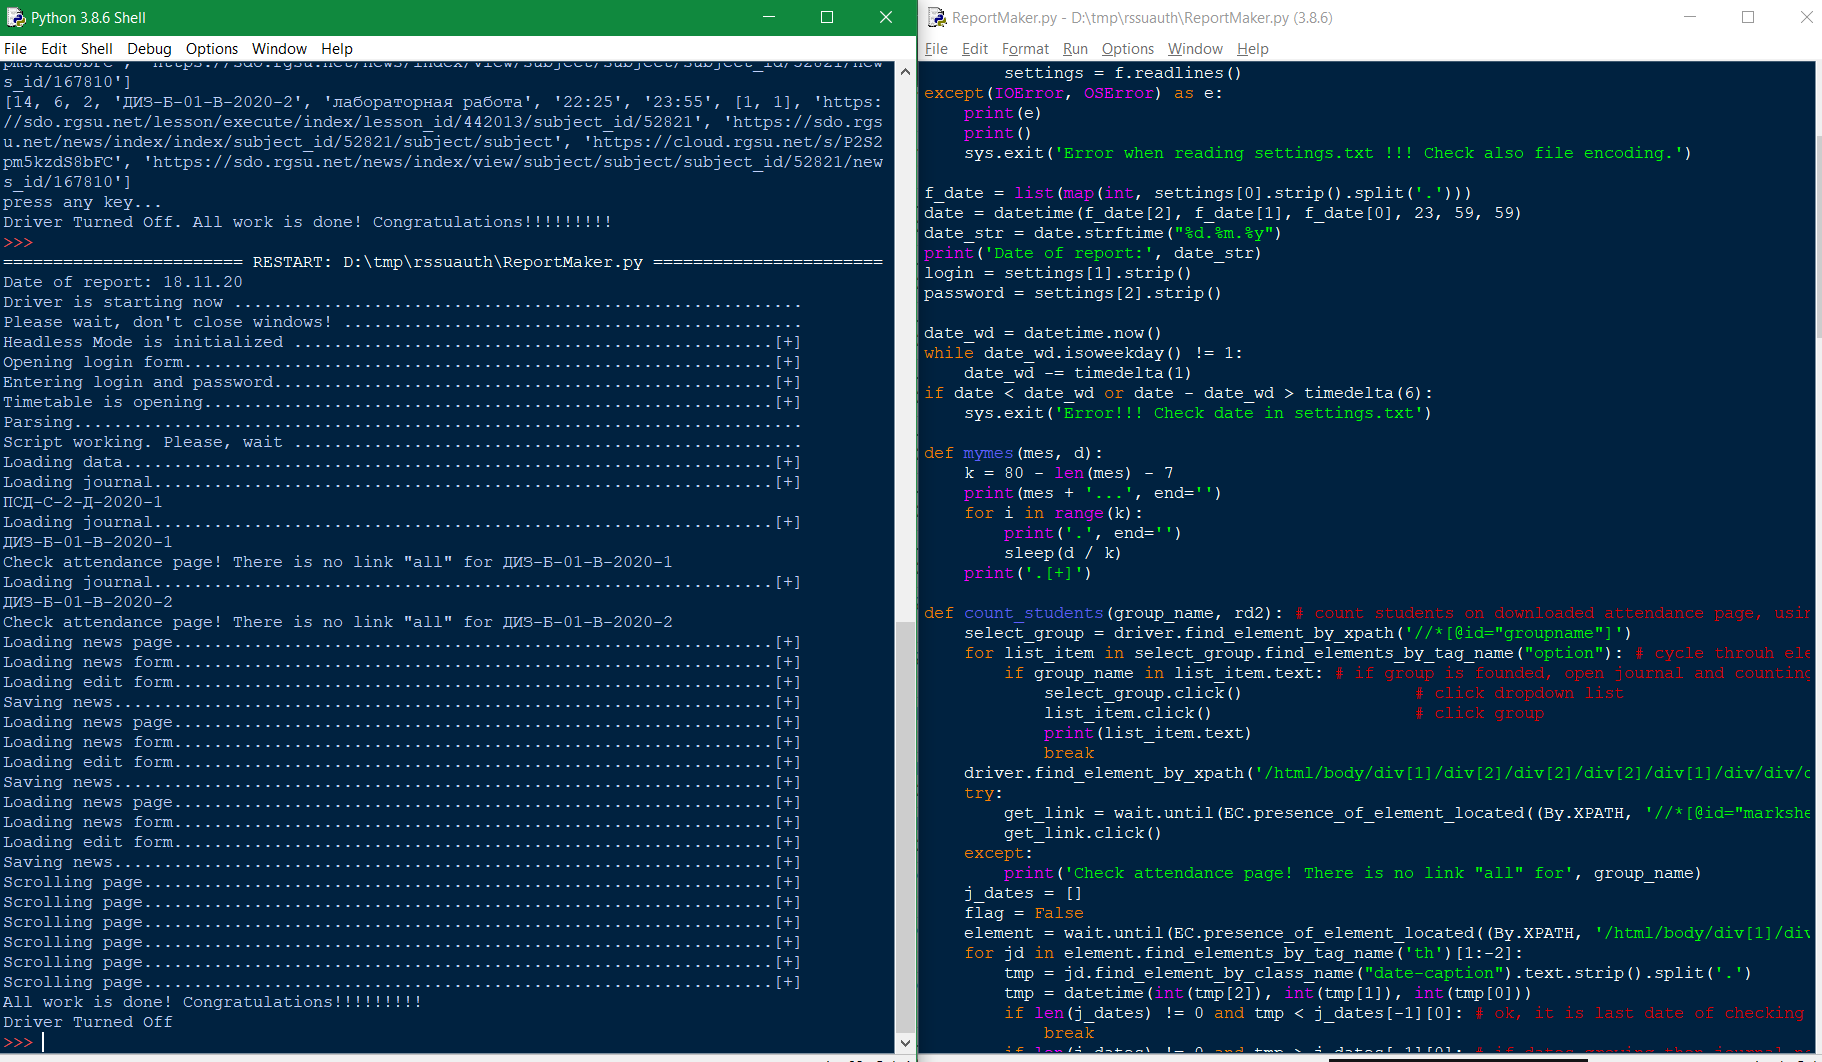 Python 3.8.6 Shell
File Edit Shell Debug Options Window Help
s_id/167810']
[14, 6, 2, 'ДИЗ-Б-01-В-2020-2', 'лабораторная работа', '22:25', '23:55', [1, 1], 'https:
//sdo.rgsu.net/lesson/execute/index/lesson_id/442013/subject_id/52821', 'https://sdo.rgs
u.net/news/index/index/subject_id/52821/subject/subject', 'https://cloud.rgsu.net/s/P2S2
pm5kzdS8bFC', 'https://sdo.rgsu.net/news/index/view/subject/subject/subject_id/52821/new
s_id/167810']
press any key...
Driver Turned Off. All work is done! Congratulations!!!!!!!!!
>>>
======================== RESTART: D:\tmp\rssuauth\ReportMaker.py =======================
Date of report: 18.11.20
Driver is starting now .........................................................
Please wait, don't close windows! ..............................................
Headless Mode is initialized ................................................[+]
Opening login form...........................................................[+]
Entering login and password..................................................[+]
Timetable is opening.........................................................[+]
Parsing.........................................................................
Script working. Please, wait ...................................................
Loading data.................................................................[+]
Loading journal..............................................................[+]
ПСД-С-2-Д-2020-1
Loading journal..............................................................[+]
ДИЗ-Б-01-В-2020-1
Check attendance page! There is no link "all" for ДИЗ-Б-01-В-2020-1
Loading journal..............................................................[+]
ДИЗ-Б-01-В-2020-2
Check attendance page! There is no link "all" for ДИЗ-Б-01-В-2020-2
Loading news page............................................................[+]
Loading news form............................................................[+]
Loading edit form............................................................[+]
Saving news..................................................................[+]
Loading news page............................................................[+]
Loading news form............................................................[+]
Loading edit form............................................................[+]
Saving news..................................................................[+]
Loading news page............................................................[+]
Loading news form............................................................[+]
Loading edit form............................................................[+]
Saving news..................................................................[+]
Scrolling page...............................................................[+]
Scrolling page...............................................................[+]
Scrolling page...............................................................[+]
Scrolling page...............................................................[+]
Scrolling page...............................................................[+]
Scrolling page...............................................................[+]
All work is done! Congratulations!!!!!!!!!
Driver Turned Off
>>>
ReportMaker.py - D:\tmp\rssuauth\ReportMaker.py (3.8.6)
File Edit Format Run Options Window Help
settings = f.readlines()
except(IOError, OSError) as e:
print(e)
print()
sys.exit('Error when reading settings.txt !!! Check also file encoding.')
f_date = list(map(int, settings[0].strip().split('.')))
date = datetime(f_date[2], f_date[1], f_date[0], 23, 59, 59)
date_str = date.strftime("%d.%m.%y")
print('Date of report:', date_str)
login = settings[1].strip()
password = settings[2].strip()
date_wd = datetime.now()
while date_wd.isoweekday() != 1:
date_wd -= timedelta(1)
if date < date_wd or date - date_wd > timedelta(6):
sys.exit('Error!!! Check date in settings.txt')
def mymes(mes, d):
k = 80 - len(mes) - 7
print(mes + '...', end='')
for i in range(k):
print('.', end='')
sleep(d / k)
print('.[+]')
def count_students(group_name, rd2): # count students on downloaded attendance page, usin
select_group = driver.find_element_by_xpath('//*[@id="groupname"]')
for list_item in select_group.find_elements_by_tag_name("option"): # cycle throuh ele
if group_name in list_item.text: # if group is founded, open journal and counting
select_group.click() # click dropdown list
list_item.click() # click group
print(list_item.text)
break
driver.find_element_by_xpath('/html/body/div[1]/div[2]/div[2]/div[2]/div[1]/div/div/d
try:
get_link = wait.until(EC.presence_of_element_located((By.XPATH, '//*[@id="markshe
get_link.click()
except:
print('Check attendance page! There is no link "all" for', group_name)
j_dates = []
flag = False
element = wait.until(EC.presence_of_element_located((By.XPATH, '/html/body/div[1]/div
for jd in element.find_elements_by_tag_name('th')[1:-2]:
tmp = jd.find_element_by_class_name("date-caption").text.strip().split('.')
tmp = datetime(int(tmp[2]), int(tmp[1]), int(tmp[0]))
if len(j_dates) != 0 and tmp < j_dates[-1][0]: # ok, it is last date of checking
break